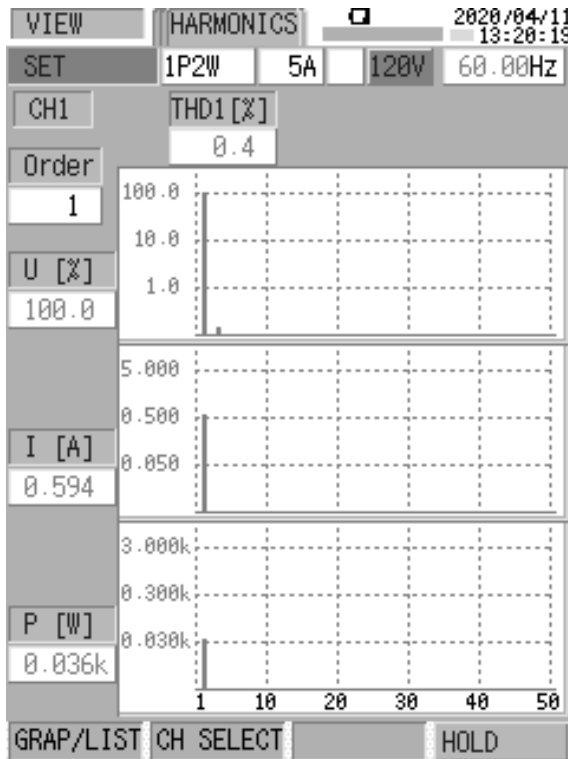 VIEW HARMONICS 2020/04/11
13:20:19
SET 1P2W 5A 120V 60.00Hz
CH1 THD1[%]
0.4
Order
1
100.0
10.0
1.0
U [%]
100.0
5.000
0.500
0.050
I [A]
0.594
3.000k
0.300k
0.030k
P [W]
0.036k
1 10 20 30 40 50
GRAP/LIST CH SELECT HOLD